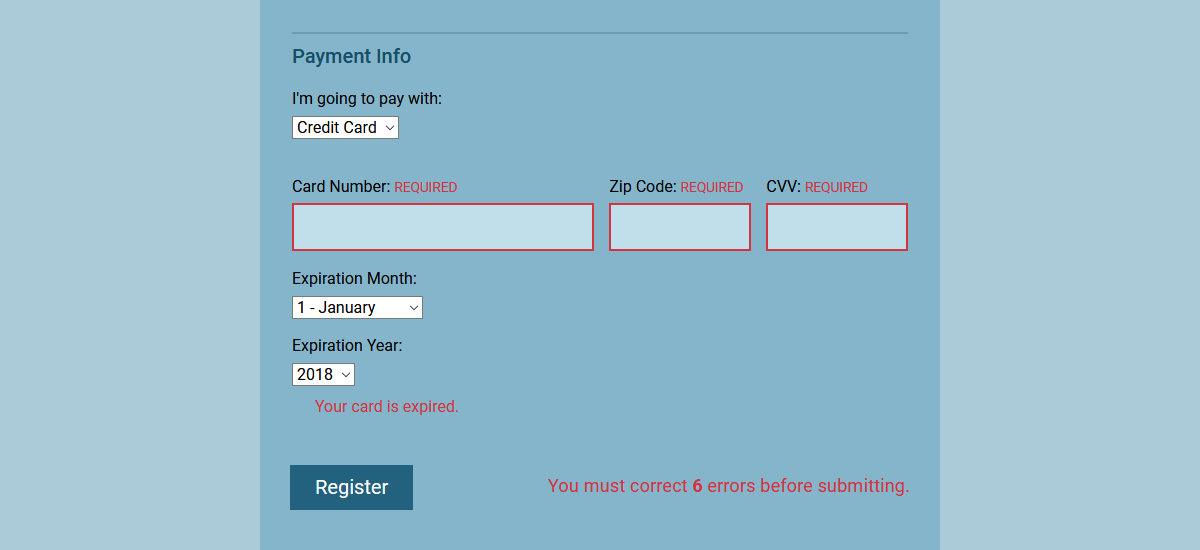 Payment Info
I'm going to pay with:
Credit Card
Card Number: REQUIRED Zip Code: REQUIRED CVV: REQUIRED
Expiration Month:
1 - January
Expiration Year:
2018
Your card is expired.
Register You must correct 6 errors before submitting.